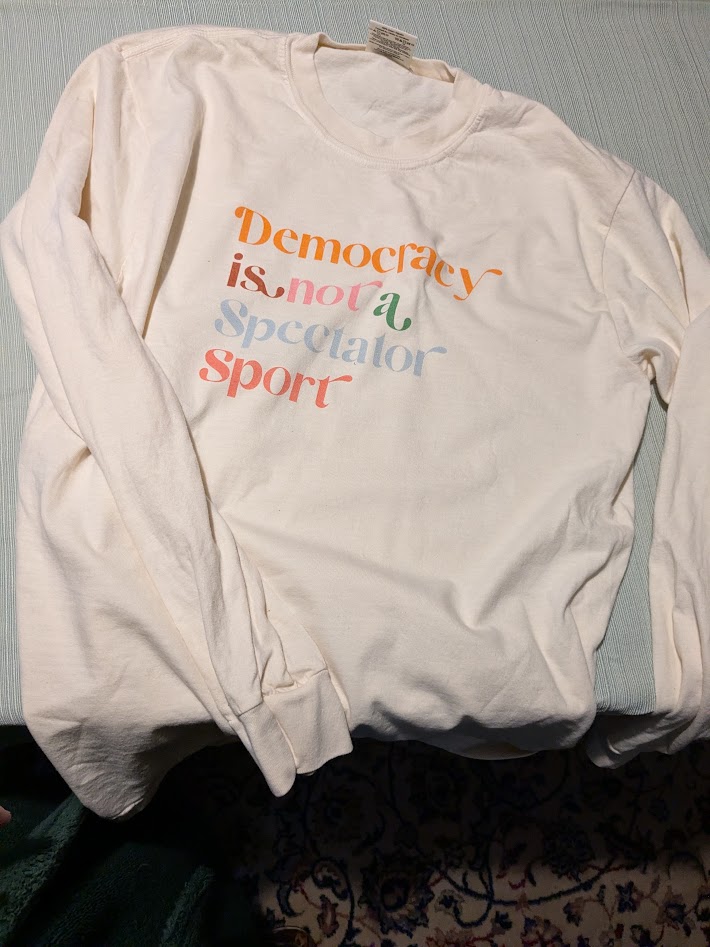 Democracy
is not a
Spectator
sport